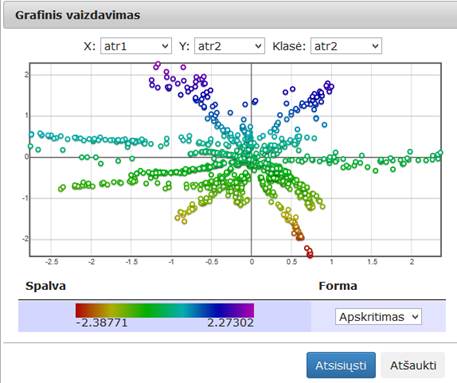 Grafinis vaizdavimas
X: atr1 Y: atr2 Klasė: atr2
2
1
0
-1
-2
-2.5 -2 -1.5 -1 -0.5 0 0.5 1 1.5 2
Spalva Forma
-2.38771 2.27302 Apskritimas
Atsisiųsti Atšaukti